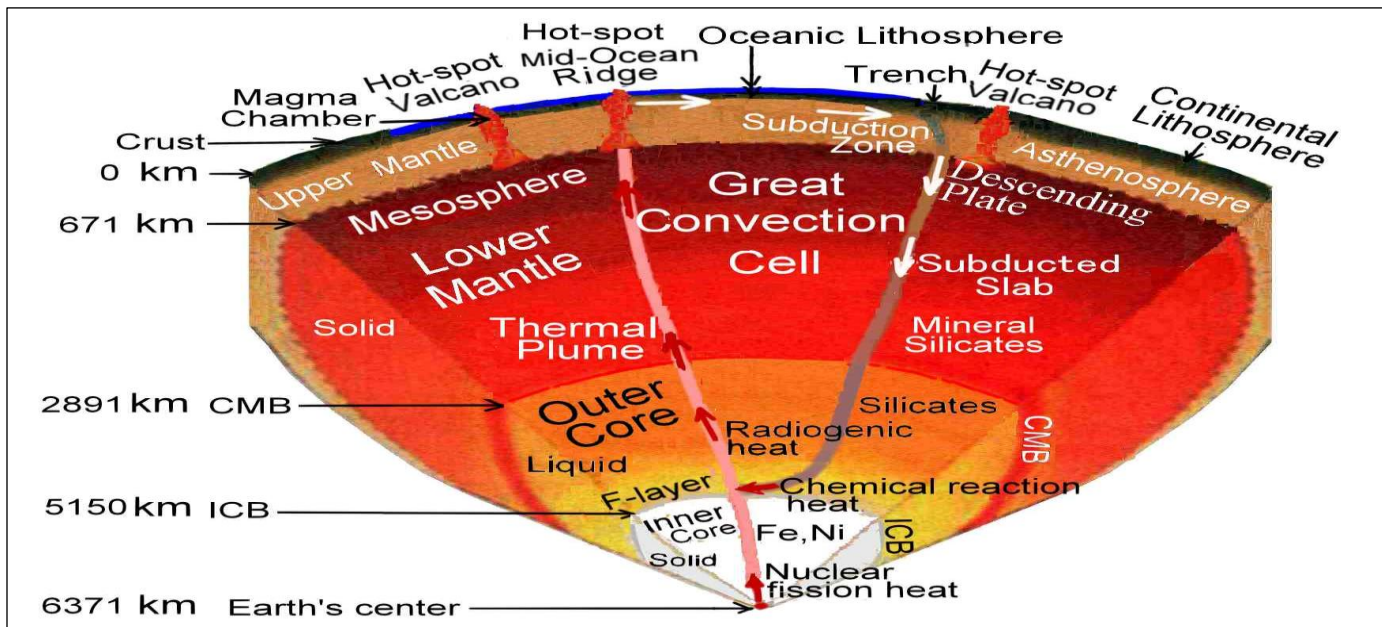 Hot-spot
Mid-Ocean
Ridge
Oceanic Lithosphere
Hot-spot
Valcano
Trench
Hot-spot
Valcano
Continental
Lithosphere
Magma
Chamber
Crust
0 km
Upper Mantle
Subduction
Zone
Asthenosphere
671 km
Mesosphere
Great
Convection
Cell
Descending
Plate
Lower
Mantle
Subducted
Slab
Solid
Thermal
Plume
Mineral
Silicates
2891 km CMB
Outer
Core
Silicates
CMB
Radiogenic
heat
Liquid
F-layer
Chemical reaction
heat
5150 km ICB
Inner
Core
Fe,Ni
ICB
Solid
Nuclear
fission heat
6371 km Earth's center